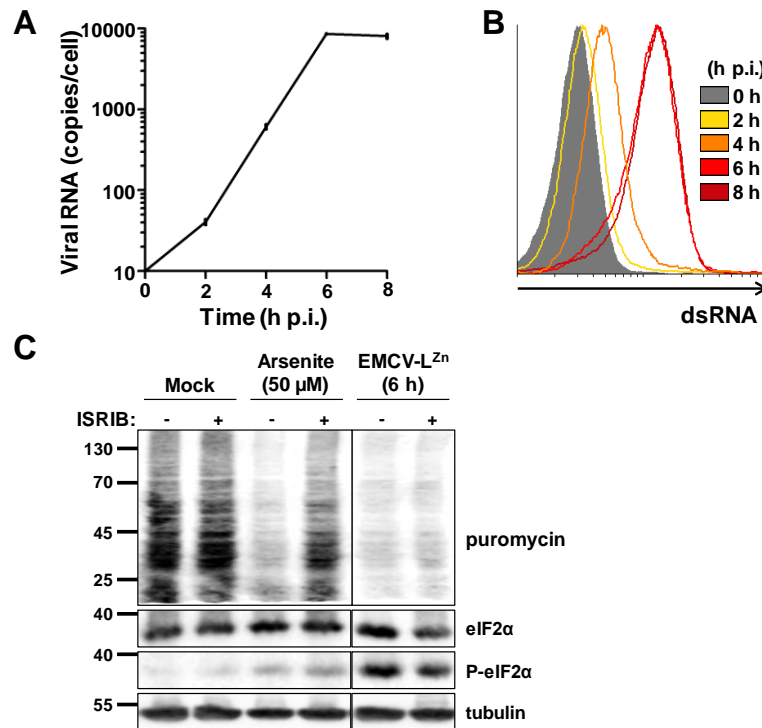 A
Viral RNA (copies/cell)
10000
1000
100
10
0 2 4 6 8
Time (h p.i.)
B
(h p.i.)
0 h
2 h
4 h
6 h
8 h
dsRNA
C
Mock
Arsenite
(50 µM)
EMCV-L^Zn
(6 h)
ISRIB: - + - + - +
130
70
45
25
puromycin
40
eIF2α
40
P-eIF2α
55
tubulin